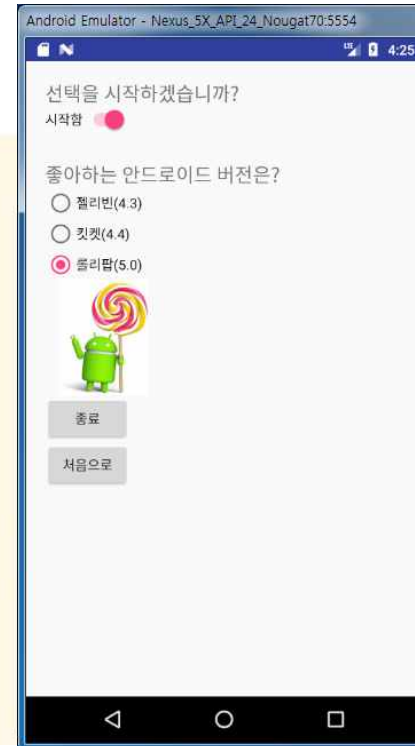 Android Emulator - Nexus_5X_API_24_Nougat70:5554
4:25
선택을 시작하겠습니까?
시작함
좋아하는 안드로이드 버전은?
젤리빈(4.3)
킷켓(4.4)
롤리팝(5.0)
종료
처음으로